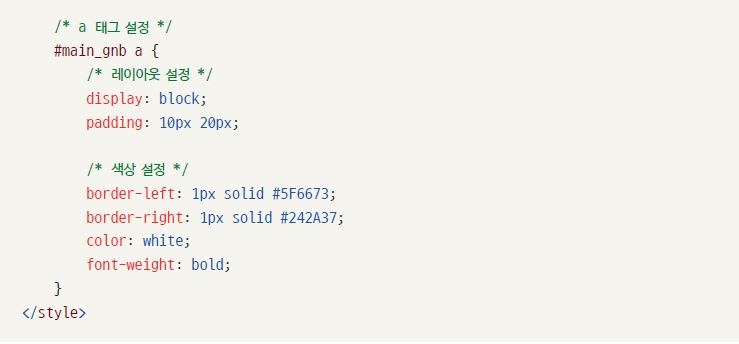 /* a 태그 설정 */
#main_gnb a {
/* 레이아웃 설정 */
display: block;
padding: 10px 20px;
/* 색상 설정 */
border-left: 1px solid #5F6673;
border-right: 1px solid #242A37;
color: white;
font-weight: bold;
}
</style>